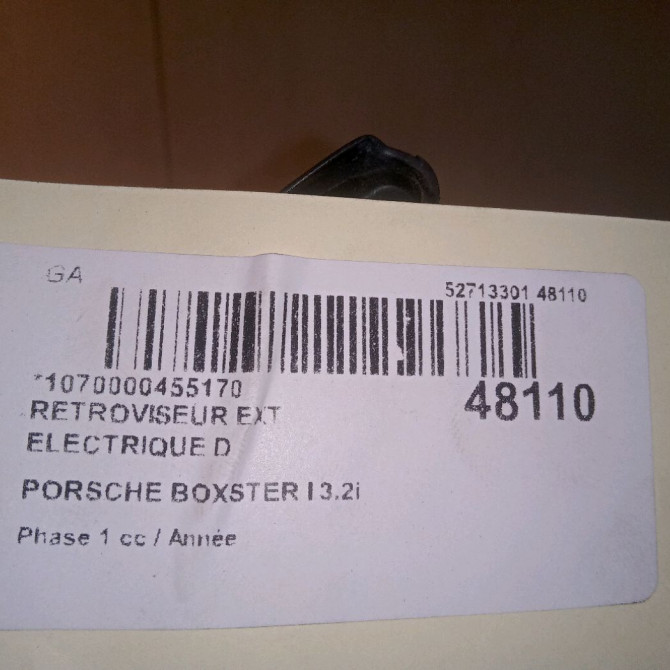 GA
52713301 48110
*1070000455170
48110
RETROVISEUR EXT
ELECTRIQUE D
PORSCHE BOXSTER I 3.2i
Phase 1 cc / Année